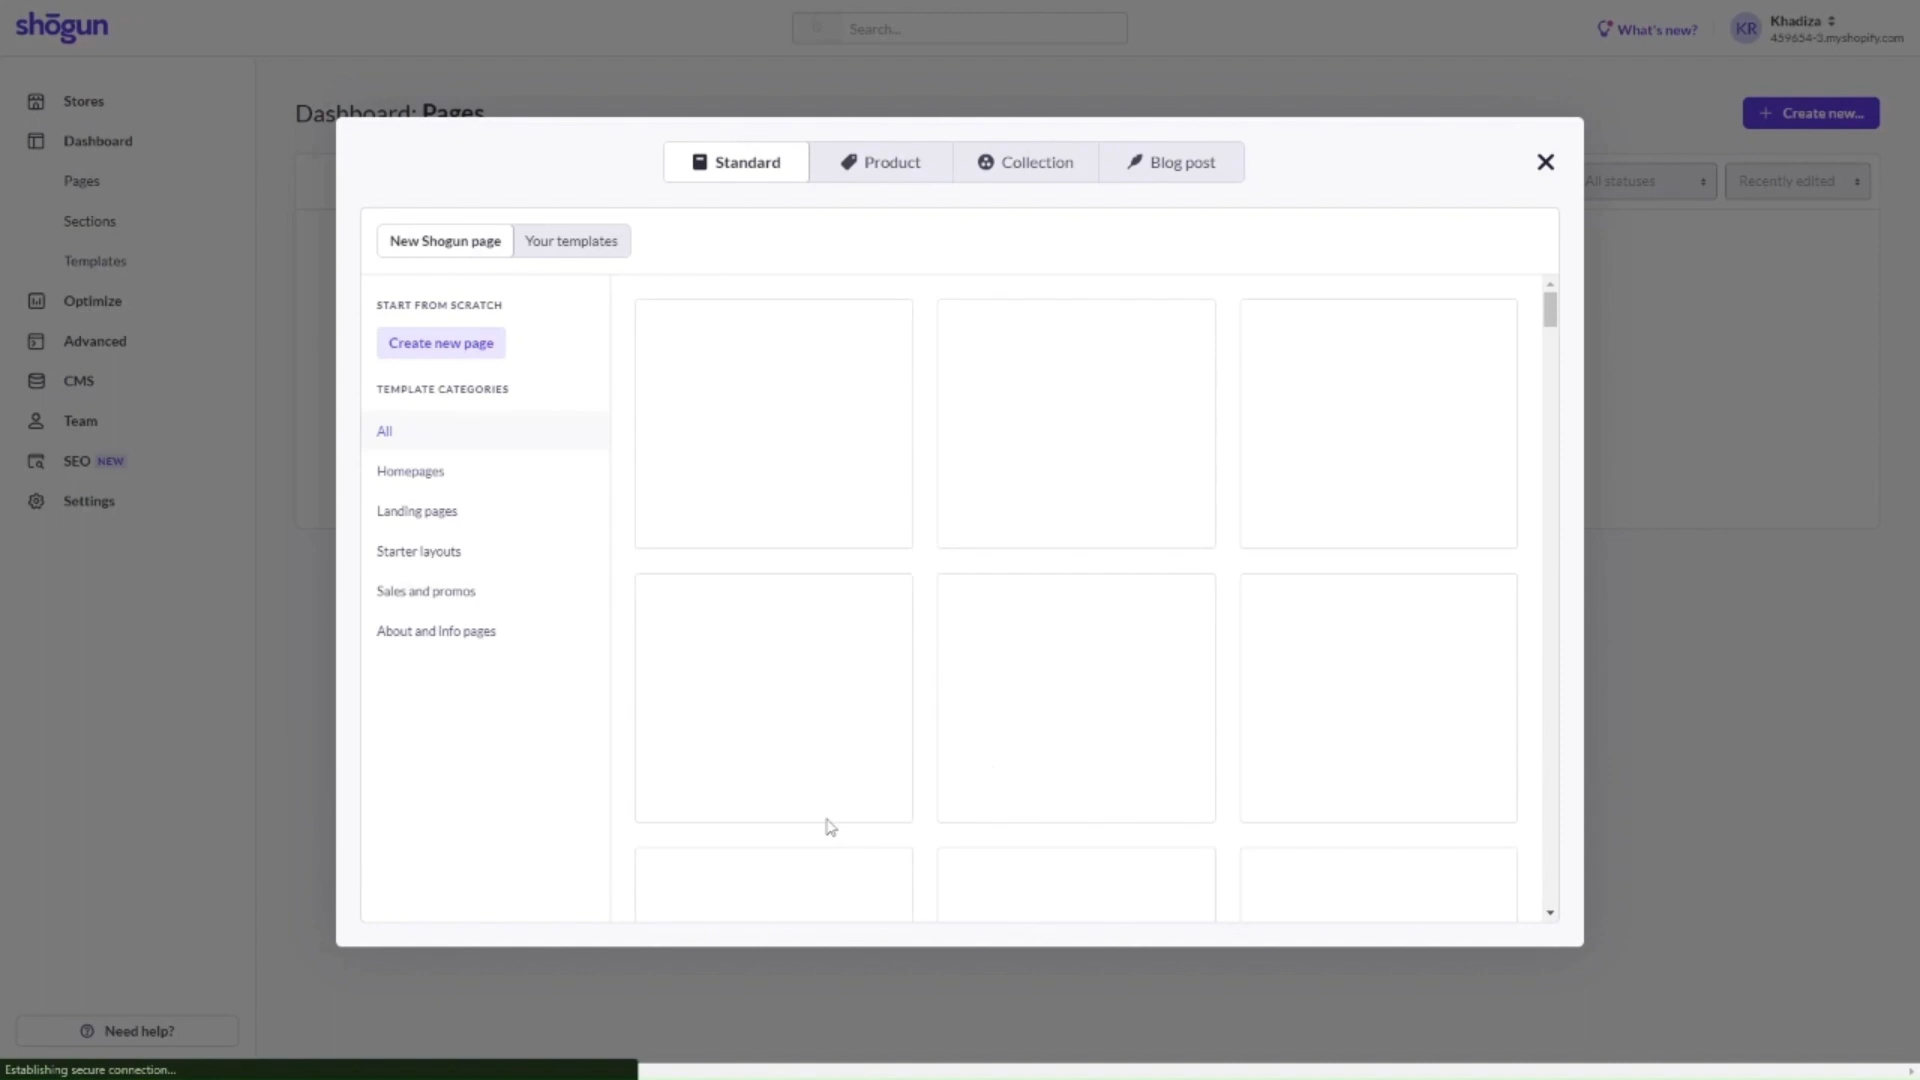 shōgun
Search...
What's new?
KR
Khadiza
459654-3.myshopify.com
Stores
Dashboard
Pages
Sections
Templates
Optimize
Advanced
CMS
Team
SEO NEW
Settings
Need help?
Dashboard: Pages
Create new...
All statuses
Recently edited
Standard
Product
Collection
Blog post
New Shogun page
Your templates
START FROM SCRATCH
Create new page
TEMPLATE CATEGORIES
All
Homepages
Landing pages
Starter layouts
Sales and promos
About and Info pages
Establishing secure connection...